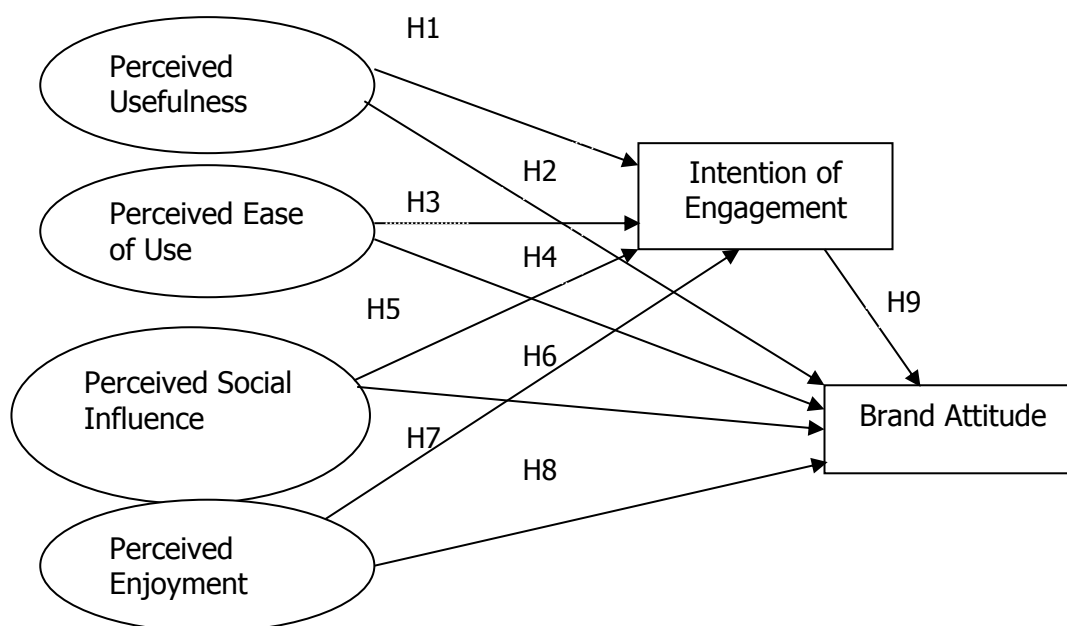 H1
Perceived
Usefulness
H2
Intention of
Engagement
H3
Perceived Ease
of Use
H4
H5
H9
H6
Perceived Social
Influence
Brand Attitude
H7
H8
Perceived
Enjoyment